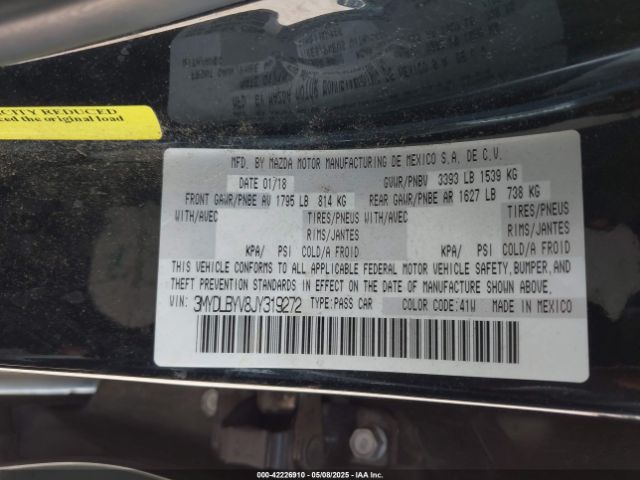 CITY REDUCED
ced the original load
MFD. BY MAZDA MOTOR MANUFACTURING DE MEXICO S.A. DE C.V.
DATE 01/18 GVWR/PNBV 3393 LB 1539 KG
FRONT GAWR/PNBE AV 1795 LB 814 KG REAR GAWR/PNBE AR 1627 LB 738 KG
WITH/AVEC TIRES/PNEUS WITH/AVEC TIRES/PNEUS
RIMS/JANTES RIMS/JANTES
KPA/ PSI COLD/A FROID KPA/ PSI COLD/A FROID
THIS VEHICLE CONFORMS TO ALL APPLICABLE FEDERAL MOTOR VEHICLE SAFETY, BUMPER, AND
THEFT PREVENTION STANDARDS IN EFFECT ON THE DATE OF MANUFACTURE SHOWN ABOVE.
VIN: 3MYDLBYV8JY319272 TYPE:PASS CAR COLOR CODE:41W MADE IN MEXICO
000-42226910 - 05/08/2025 - IAAI.com